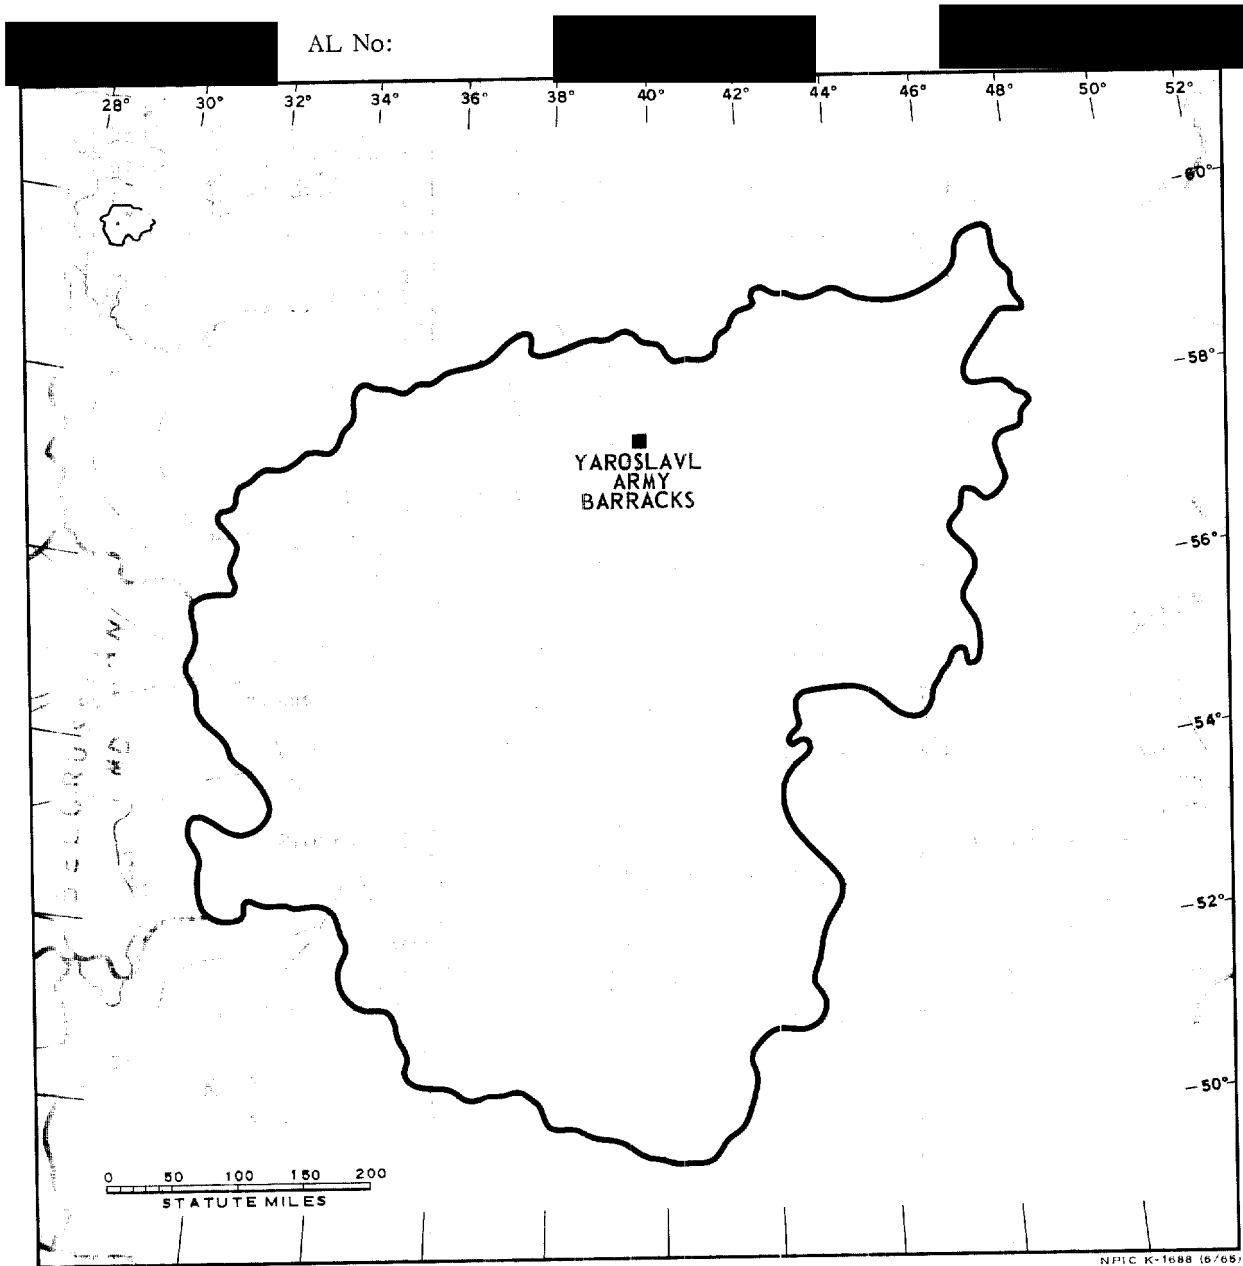 AL No:
28° 30° 32° 34° 36° 38° 40° 42° 44° 46° 48° 50° 52°
60°
58°
YAROSLAVL
ARMY
BARRACKS
56°
54°
52°
50°
0 50 100 150 200
STATUTE MILES
NPIC K-1688 (6/65)